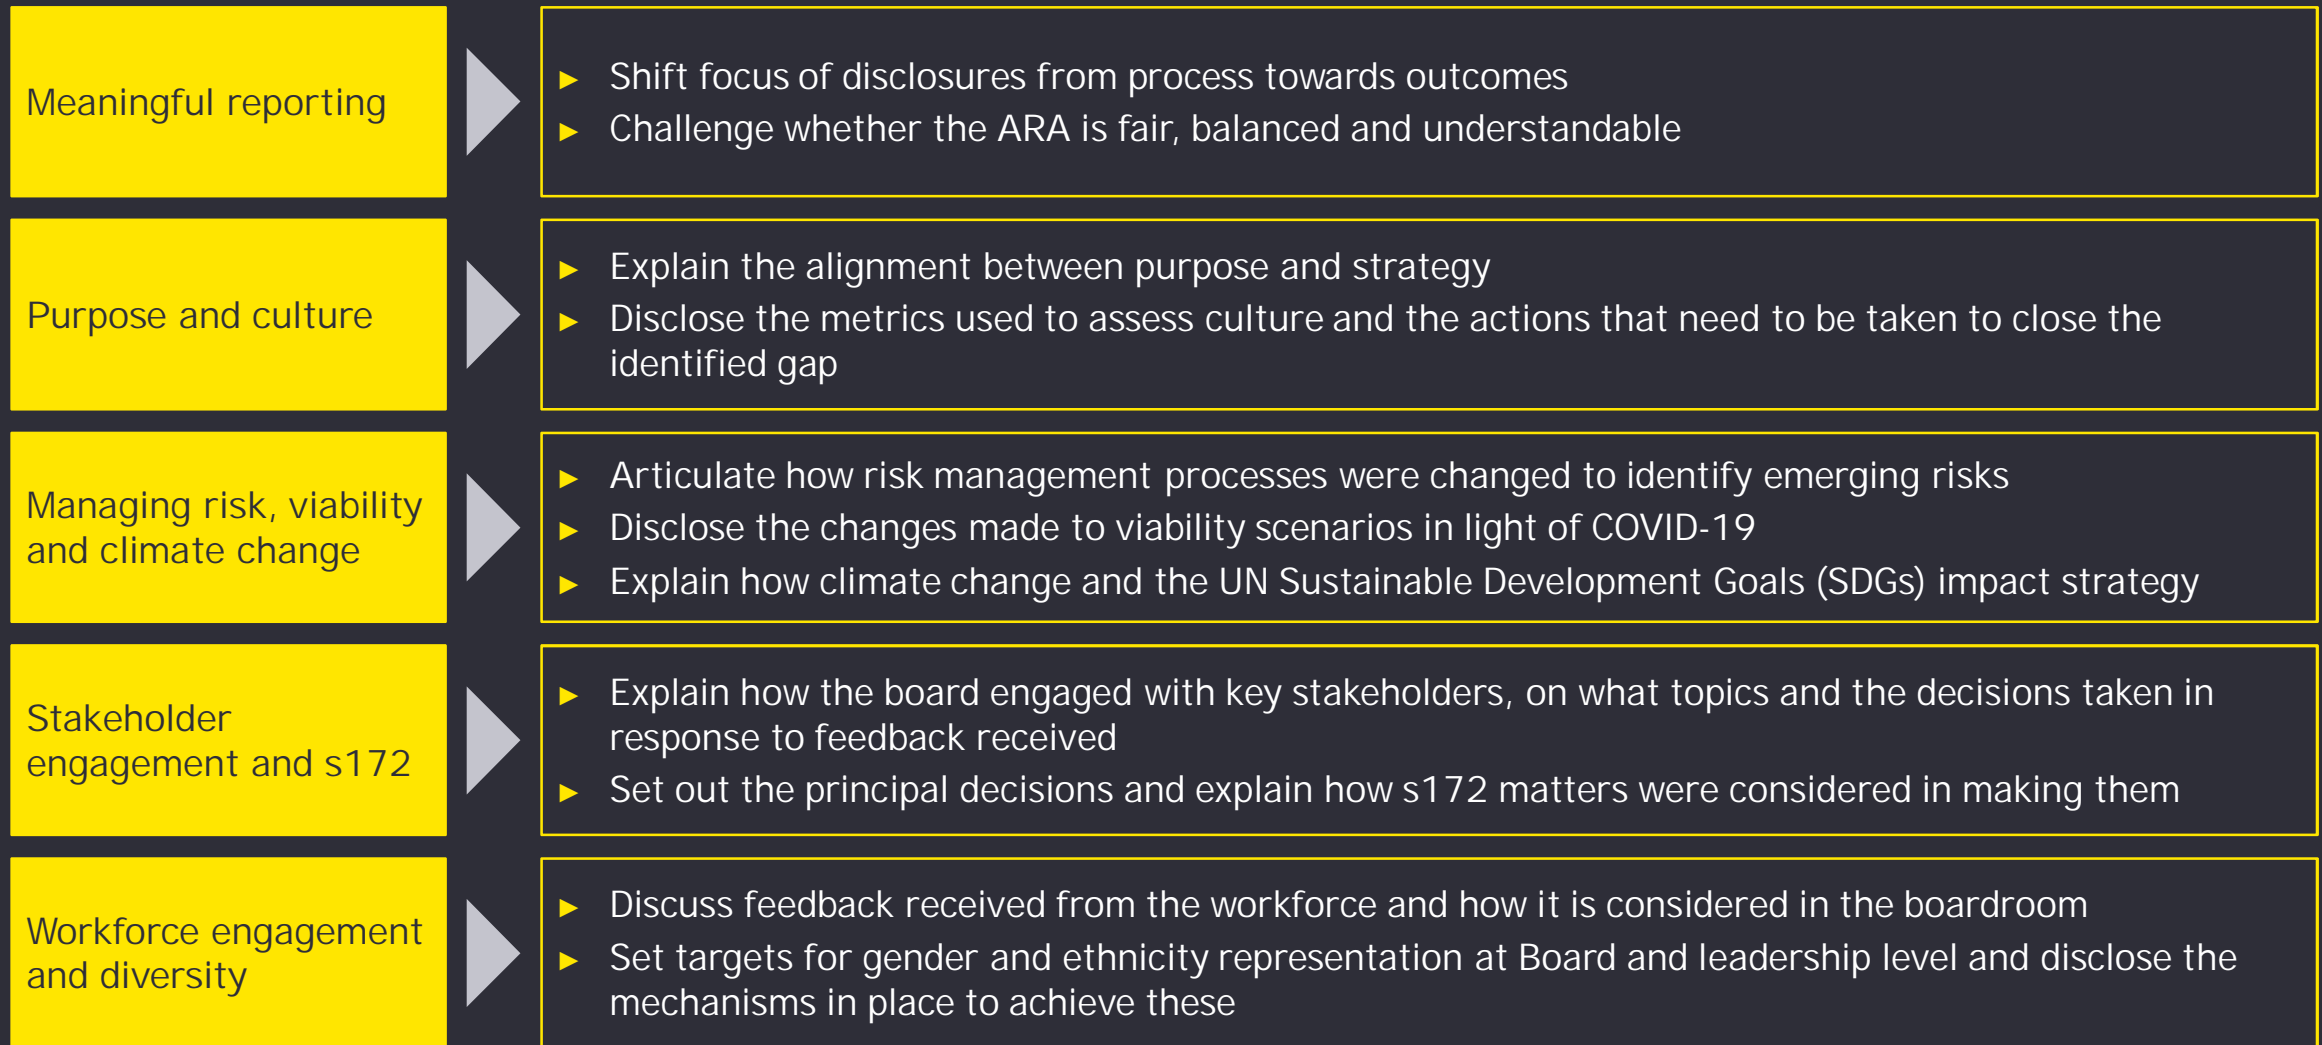 Meaningful reporting
► Shift focus of disclosures from process towards outcomes
► Challenge whether the ARA is fair, balanced and understandable
Purpose and culture
► Explain the alignment between purpose and strategy
► Disclose the metrics used to assess culture and the actions that need to be taken to close the
identified gap
Managing risk, viability
and climate change
► Articulate how risk management processes were changed to identify emerging risks
► Disclose the changes made to viability scenarios in light of COVID-19
► Explain how climate change and the UN Sustainable Development Goals (SDGs) impact strategy
Stakeholder
engagement and s172
► Explain how the board engaged with key stakeholders, on what topics and the decisions taken in
response to feedback received
► Set out the principal decisions and explain how s172 matters were considered in making them
Workforce engagement
and diversity
► Discuss feedback received from the workforce and how it is considered in the boardroom
► Set targets for gender and ethnicity representation at Board and leadership level and disclose the
mechanisms in place to achieve these